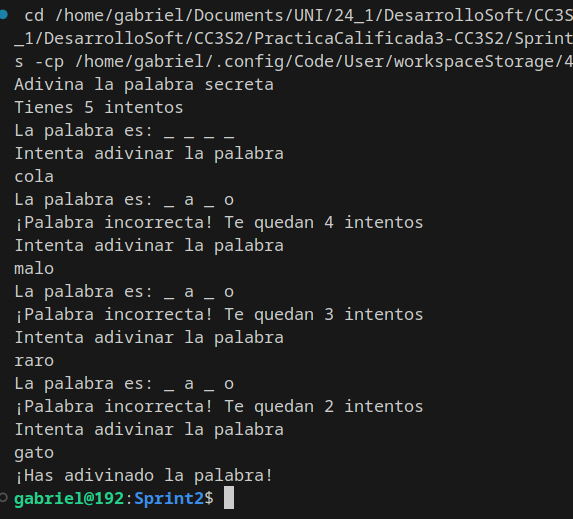 cd /home/gabriel/Documents/UNI/24_1/DesarrolloSoft/CC3S
_1/DesarrolloSoft/CC3S2/PracticaCalificada3-CC3S2/Sprint
s -cp /home/gabriel/.config/Code/User/workspaceStorage/4
Adivina la palabra secreta
Tienes 5 intentos
La palabra es: _ _ _ _
Intenta adivinar la palabra
cola
La palabra es: _ a _ o
¡Palabra incorrecta! Te quedan 4 intentos
Intenta adivinar la palabra
malo
La palabra es: _ a _ o
¡Palabra incorrecta! Te quedan 3 intentos
Intenta adivinar la palabra
raro
La palabra es: _ a _ o
¡Palabra incorrecta! Te quedan 2 intentos
Intenta adivinar la palabra
gato
¡Has adivinado la palabra!
gabriel@192:Sprint2$